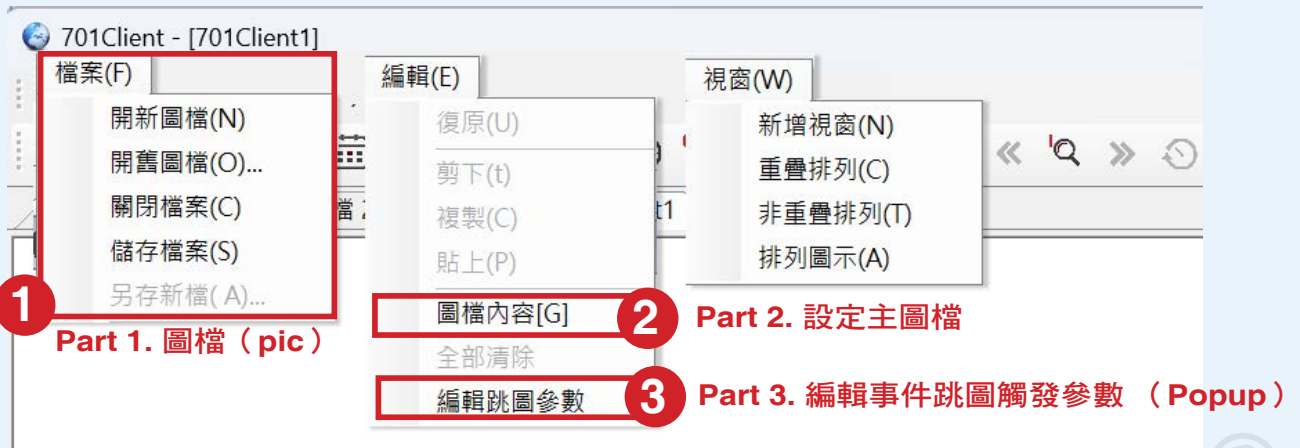 701Client - [701Client1]
檔案(F)
開新圖檔(N)
開舊圖檔(O)...
關閉檔案(C)
儲存檔案(S)
另存新檔( A)...
1
Part 1. 圖檔（pic）
編輯(E)
復原(U)
剪下(t)
複製(C)
貼上(P)
圖檔內容[G]
2
Part 2. 設定主圖檔
全部清除
編輯跳圖參數
3
Part 3. 編輯事件跳圖觸發參數 （Popup）
視窗(W)
新增視窗(N)
重疊排列(C)
非重疊排列(T)
排列圖示(A)